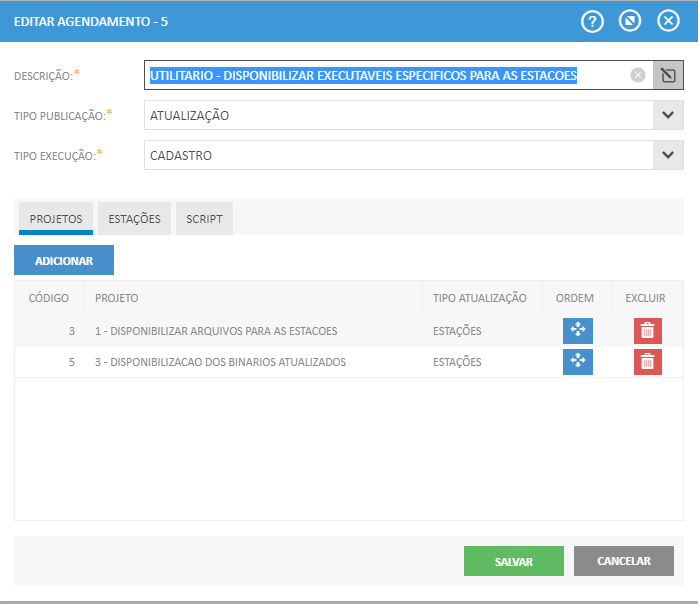 EDITAR AGENDAMENTO - 5
?
DESCRIÇÃO:* UTILITARIO - DISPONIBILIZAR EXECUTAVEIS ESPECIFICOS PARA AS ESTACOES
TIPO PUBLICAÇÃO:* ATUALIZAÇÃO
TIPO EXECUÇÃO:* CADASTRO
PROJETOS ESTAÇÕES SCRIPT
ADICIONAR
CÓDIGO PROJETO TIPO ATUALIZAÇÃO ORDEM EXCLUIR
3 1 - DISPONIBILIZAR ARQUIVOS PARA AS ESTACOES ESTAÇÕES
5 3 - DISPONIBILIZACAO DOS BINARIOS ATUALIZADOS ESTAÇÕES
SALVAR CANCELAR